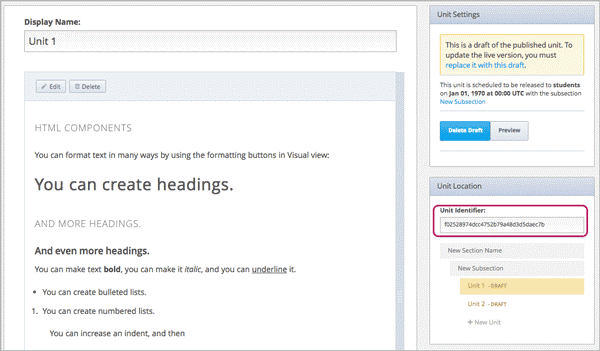 Display Name:
Unit 1
Edit
Delete
HTML COMPONENTS
You can format text in many ways by using the formatting buttons in Visual view:
You can create headings.
AND MORE HEADINGS.
And even more headings.
You can make text bold, you can make it italic, and you can underline it.
• You can create bulleted lists.
1. You can create numbered lists.
You can increase an indent, and then
Unit Settings
This is a draft of the published unit. To
update the live version, you must
replace it with this draft.
This unit is scheduled to be released to students
on Jan 01, 1970 at 00:00 UTC with the subsection
New Subsection
Delete Draft
Preview
Unit Location
Unit Identifier:
f02528974dcc4752b79a48d3d5daec7b
New Section Name
New Subsection
Unit 1 - DRAFT
Unit 2 - DRAFT
+ New Unit